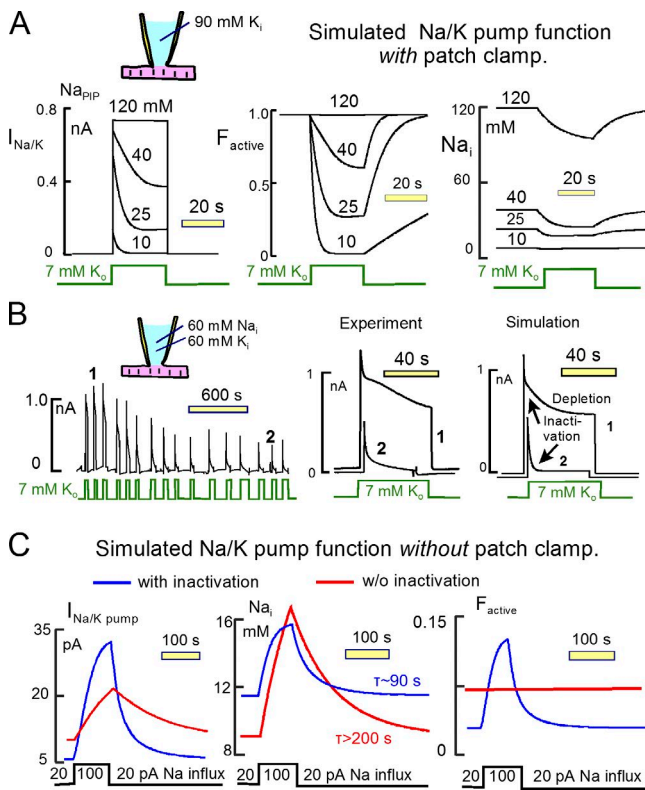 A
90 mM Ki
Simulated Na/K pump function
with patch clamp.
NaPIP
0.8
120 mM
INa/K
nA
40
0.4
25
20 s
10
0
7 mM Ko
1.0
120
Factive
40
0.5
20 s
25
10
0
120
mM
Nai
60
20 s
40
25
10
0
7 mM Ko
B
60 mM Nai
60 mM Ki
1
1.0
nA
600 s
2
0
7 mM Ko
Experiment
40 s
1
nA
2
1
0
7 mM Ko
Simulation
40 s
1
nA
Depletion
Inacti-
vation
1
2
0
7 mM Ko
C
Simulated Na/K pump function without patch clamp.
with inactivation
w/o inactivation
INa/K pump
35
pA
100 s
20
5
20 100 20 pA Na influx
Nai
16
mM
100 s
12
τ~90 s
τ>200 s
8
20 100 20 pA Na influx
Factive
0.15
100 s
0
20 100 20 pA Na influx